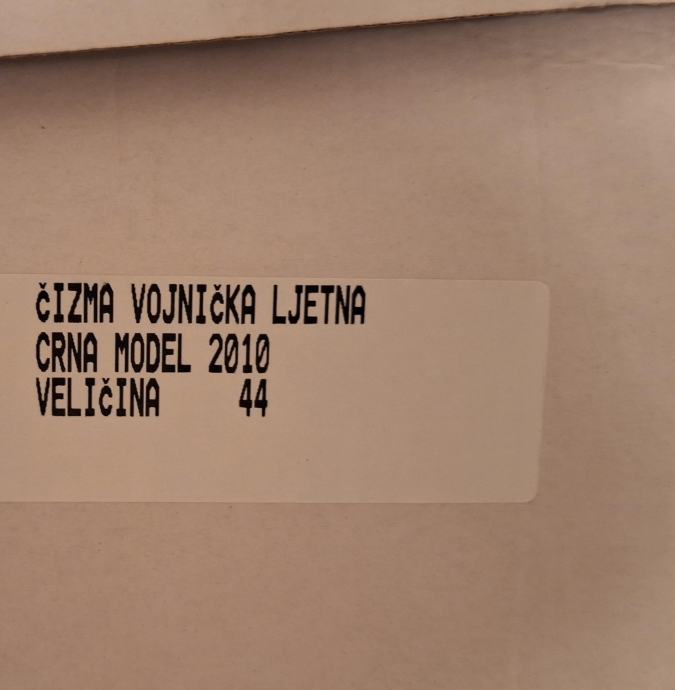 čIZMA VOJNIčKA LJETNA
CRNA MODEL 2010
VELIčINA 44